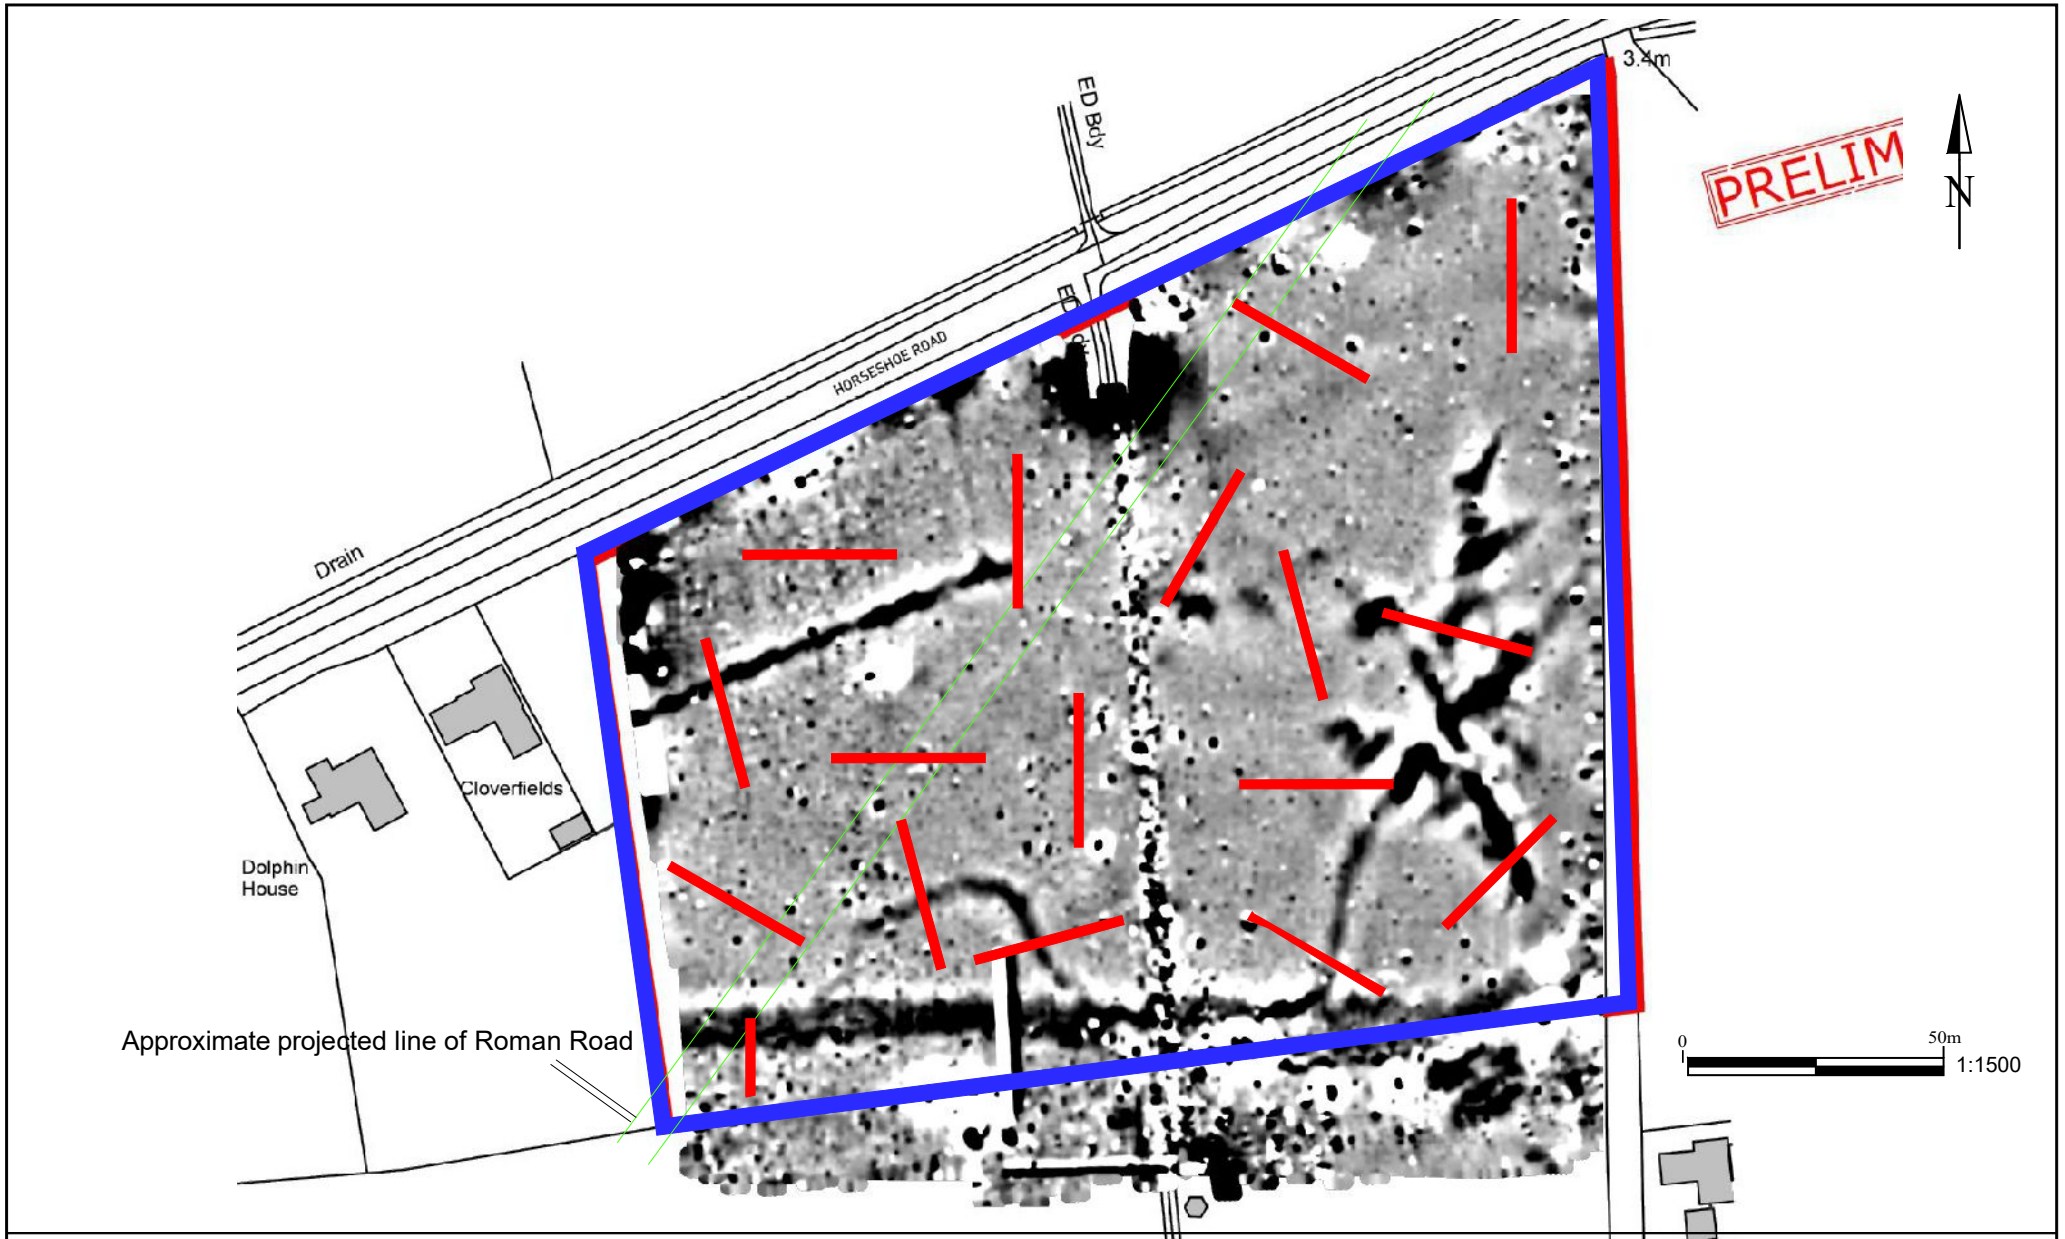 3.4m
ED Bdy
PRELIM
N
HORSESHOE ROAD
Drain
Cloverfields
Dolphin
House
Approximate projected line of Roman Road
0
50m
1:1500